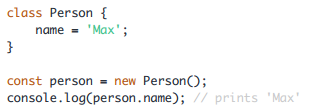 class Person {
    name = 'Max';
}

const person = new Person();
console.log(person.name); // prints 'Max'